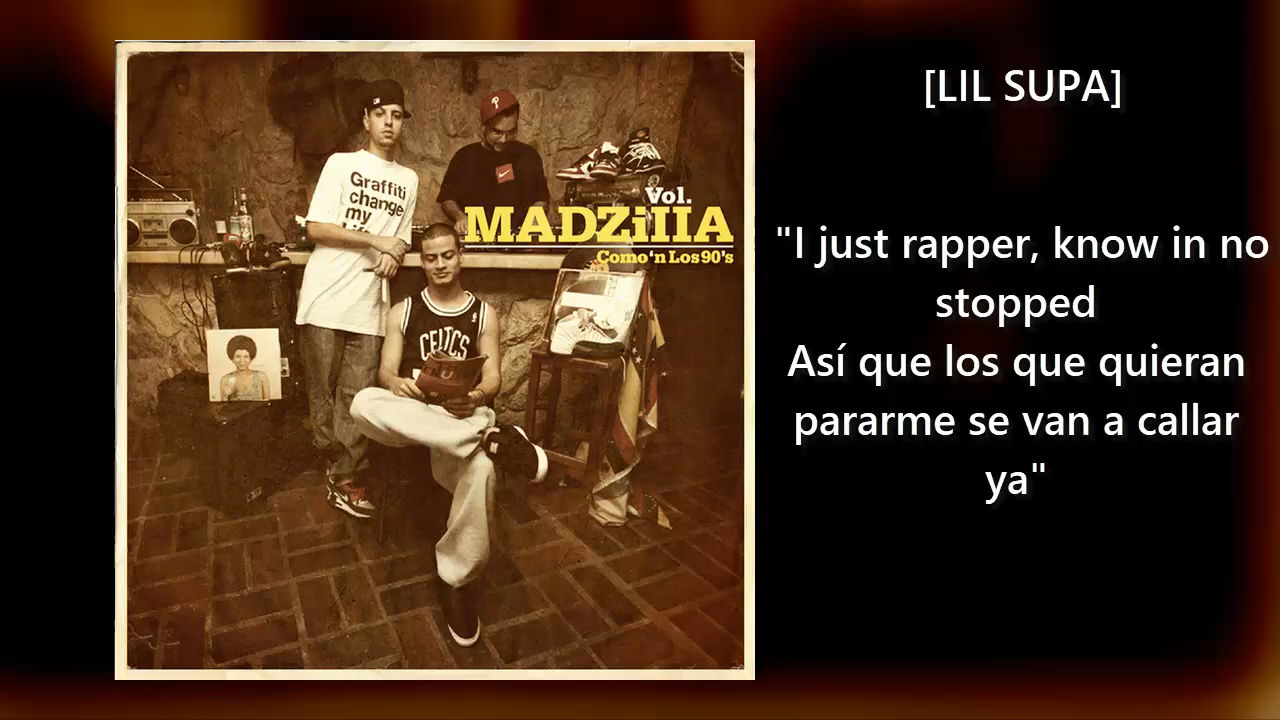 [LIL SUPA]
"I just rapper, know in no
stopped
Así que los que quieran
pararme se van a callar
ya"
Vol.
MADZiIIA
Como'n Los 90's
Graffiti
change
my
P